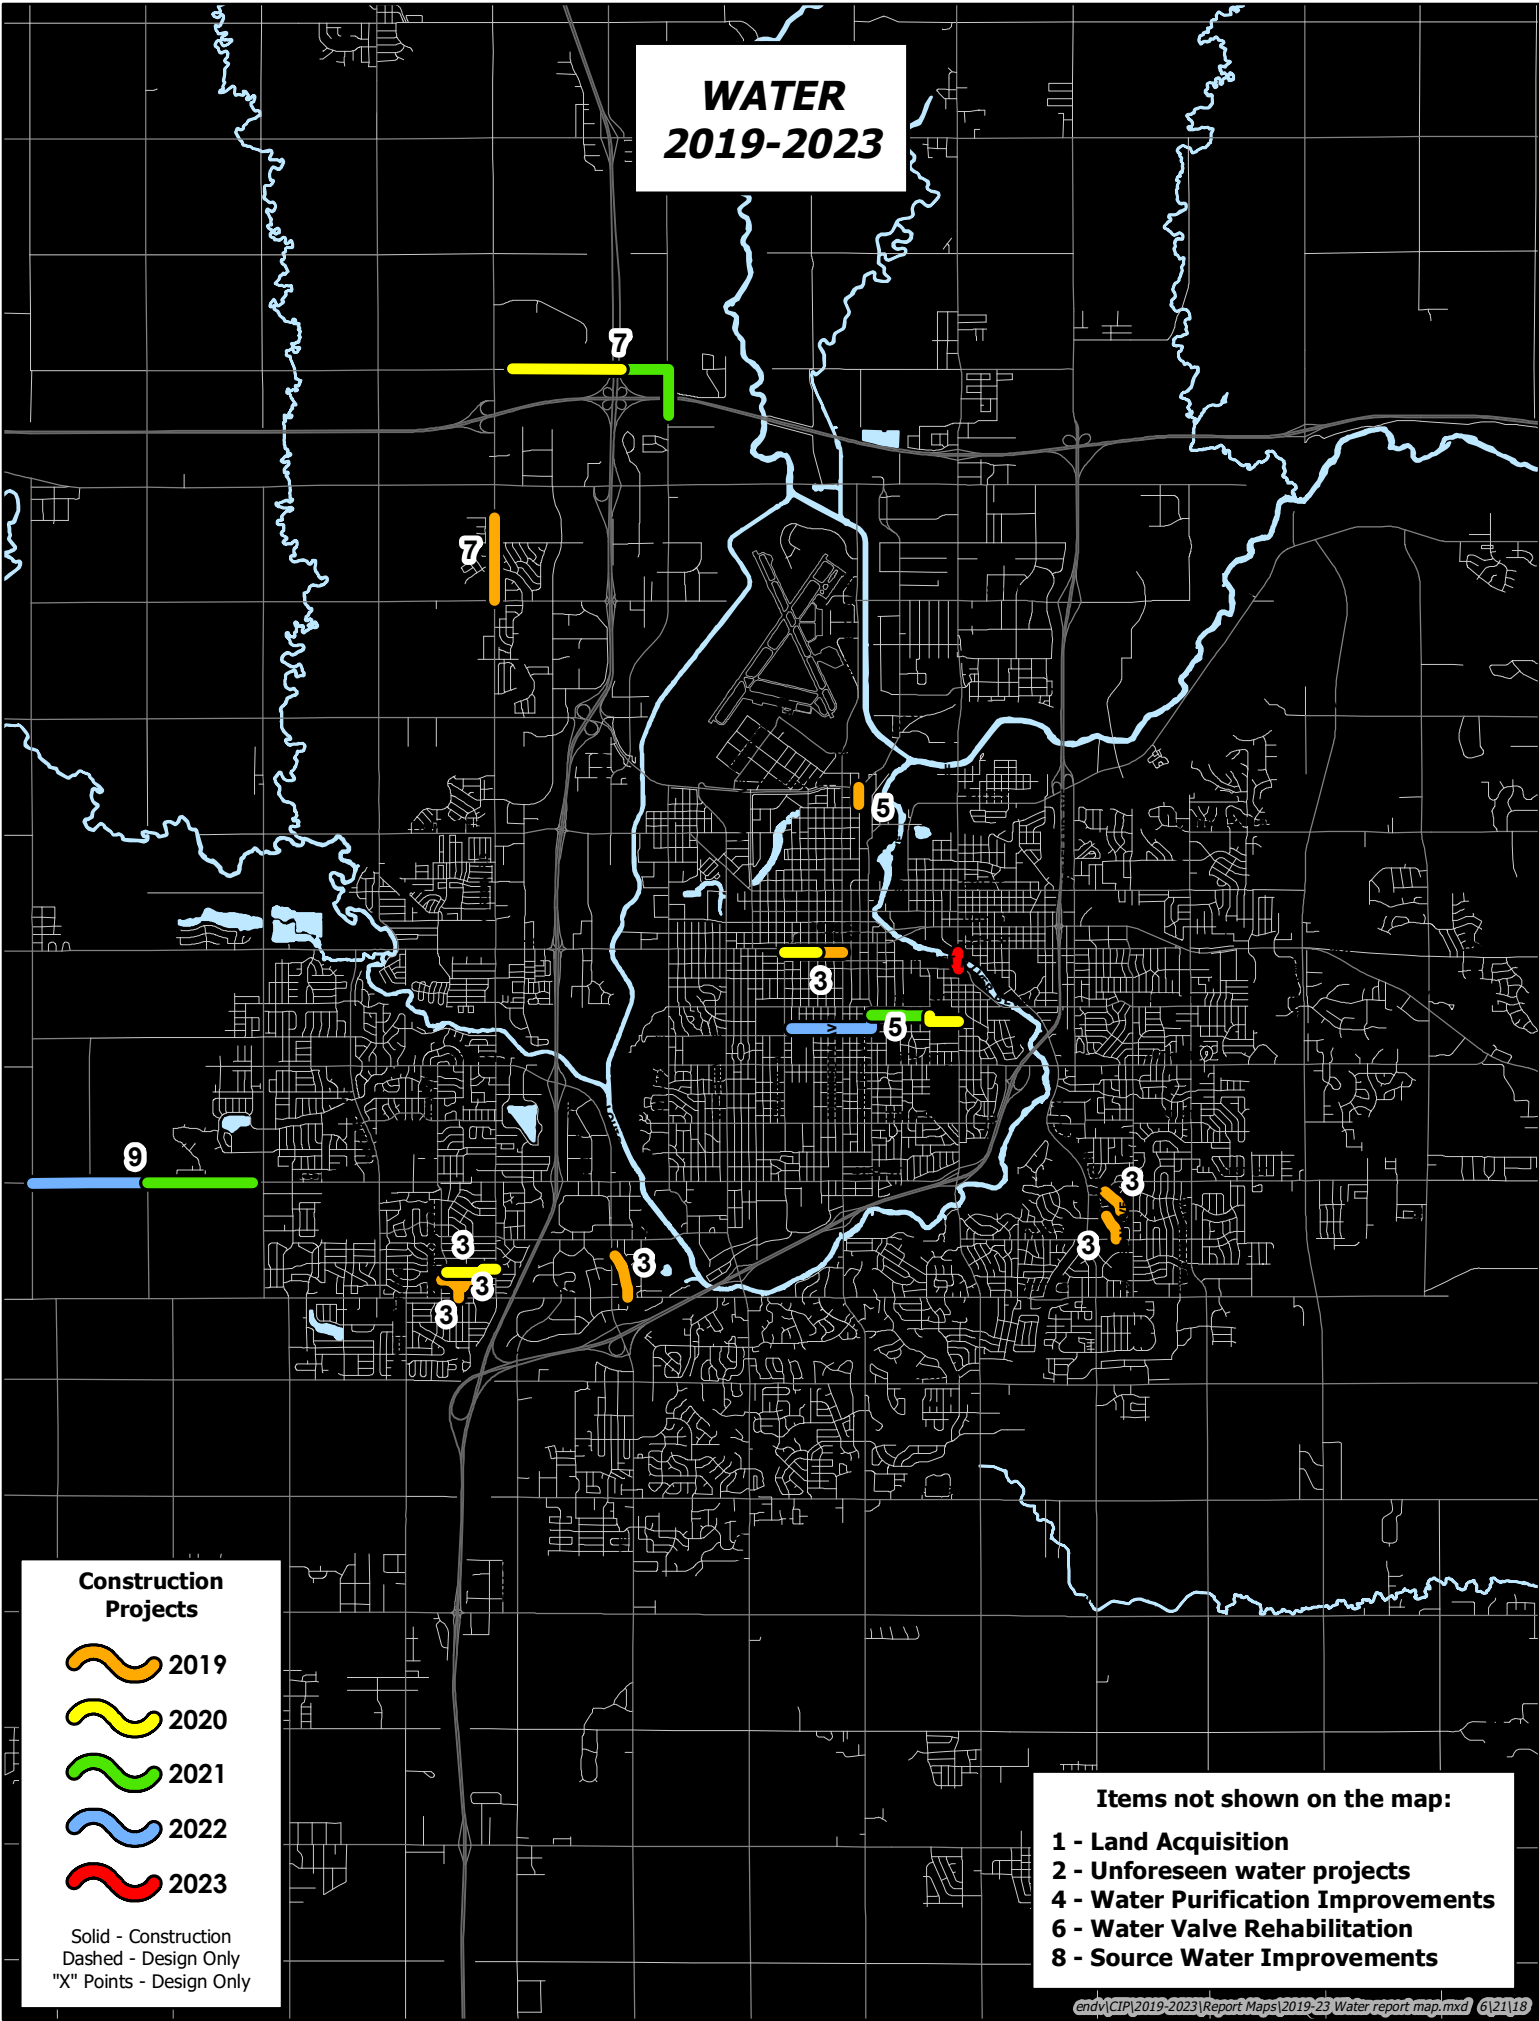 WATER
2019-2023
7
7
5
3
5
9
3
3
3
3
3
3
Construction
Projects
2019
2020
2021
2022
2023
Solid - Construction
Dashed - Design Only
"X" Points - Design Only
Items not shown on the map:
1 - Land Acquisition
2 - Unforeseen water projects
4 - Water Purification Improvements
6 - Water Valve Rehabilitation
8 - Source Water Improvements
endv\CIP\2019-2023\Report Maps\2019-23 Water report map.mxd 6\21\18